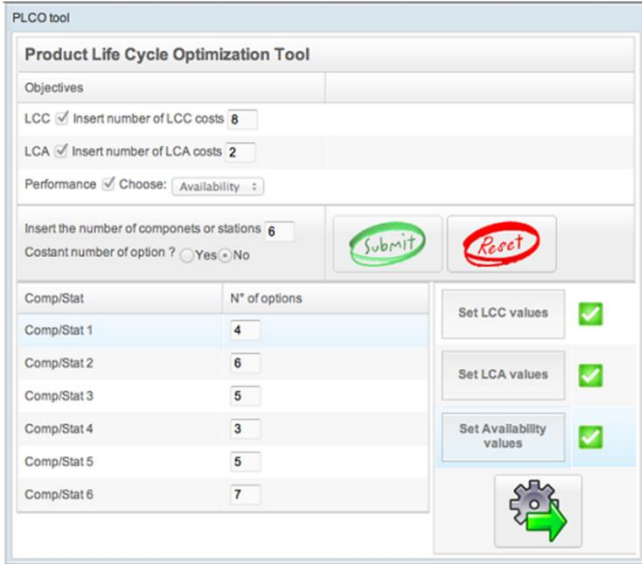 PLCO tool
Product Life Cycle Optimization Tool
Objectives
LCC Insert number of LCC costs 8
LCA Insert number of LCA costs 2
Performance Choose: Availability
Insert the number of componets or stations 6
Costant number of option ? Yes No
Submit
Reset
Comp/Stat N° of options
Comp/Stat 1 4
Comp/Stat 2 6
Comp/Stat 3 5
Comp/Stat 4 3
Comp/Stat 5 5
Comp/Stat 6 7
Set LCC values
Set LCA values
Set Availability
values